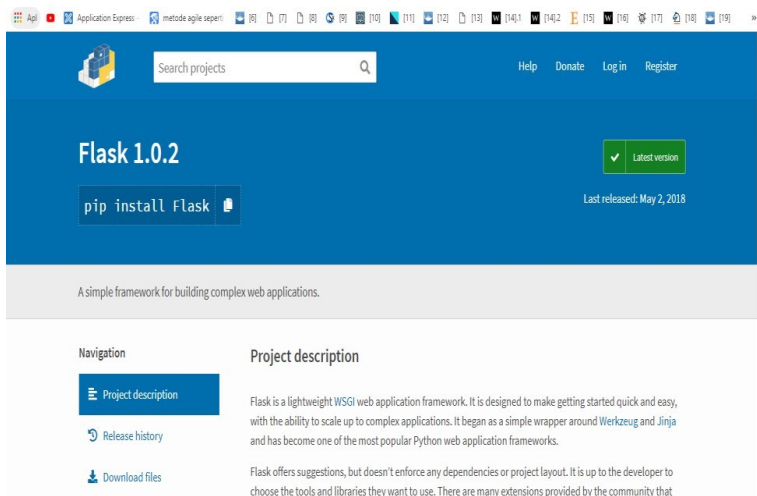 Apl Application Express - metode agile seperti [6] [7] [8] [9] [10] [11] [12] [13] [14].1 [14].2 [15] [16] [17] [18] [19] »
Search projects Help Donate Log in Register
Flask 1.0.2
Latest version
pip install Flask
Last released: May 2, 2018
A simple framework for building complex web applications.
Navigation
Project description
Release history
Download files
Project description
Flask is a lightweight WSGI web application framework. It is designed to make getting started quick and easy,
with the ability to scale up to complex applications. It began as a simple wrapper around Werkzeug and Jinja
and has become one of the most popular Python web application frameworks.
Flask offers suggestions, but doesn't enforce any dependencies or project layout. It is up to the developer to
choose the tools and libraries they want to use. There are many extensions provided by the community that